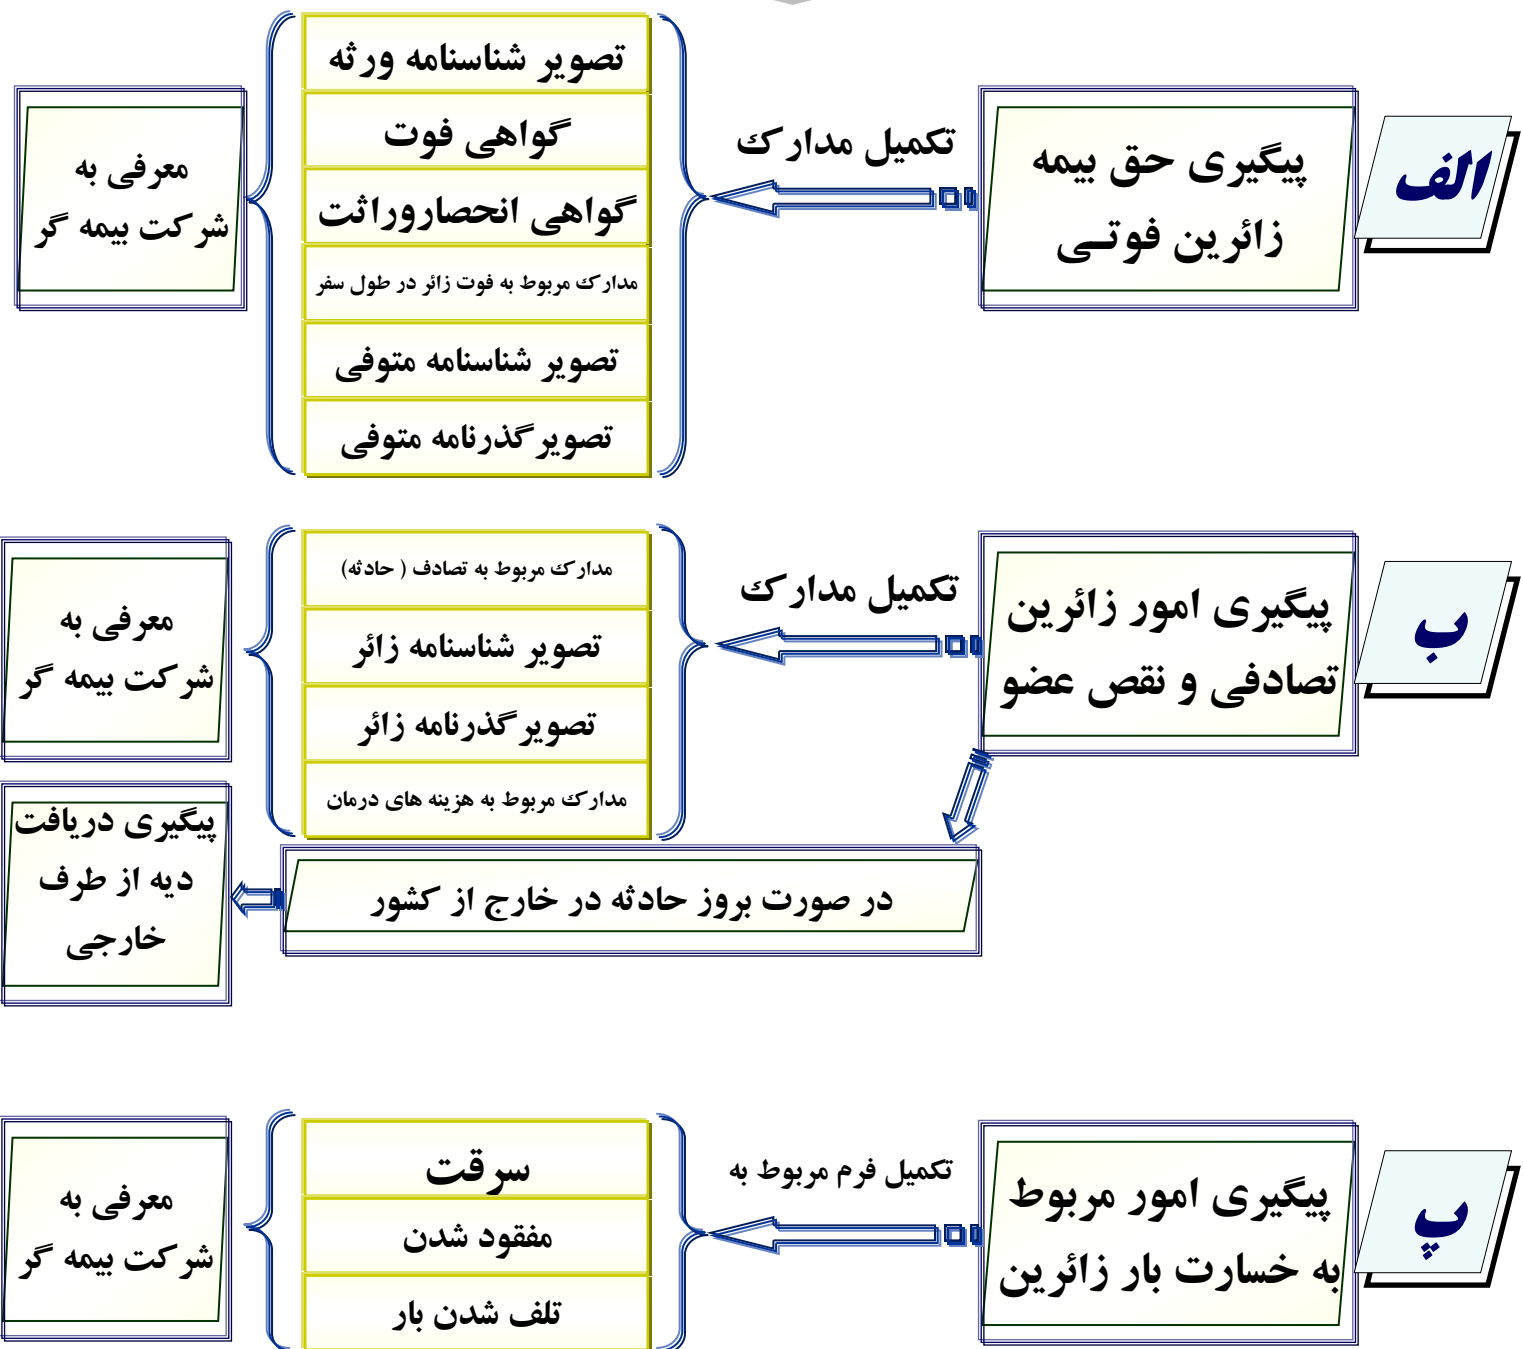 الف
پیگیری حق بیمه
زائرین فوتـی
تکمیل مدارک
تصویر شناسنامه ورثه
گواهی فوت
گواهی انحصاروراثت
مدارک مربوط به فوت زائر در طول سفر
تصویر شناسنامه متوفی
تصویر گذرنامه متوفی
معرفی به
شرکت بیمه گر
ب
پیگیری امور زائرین
تصادفی و نقص عضو
تکمیل مدارک
مدارک مربوط به تصادف ( حادثه)
تصویر شناسنامه زائر
تصویر گذرنامه زائر
مدارک مربوط به هزینه های درمان
معرفی به
شرکت بیمه گر
در صورت بروز حادثه در خارج از کشور
پیگیری دریافت
دیه از طرف
خارجی
پ
پیگیری امور مربوط
به خسارت بار زائرین
تکمیل فرم مربوط به
سرقت
مفقود شدن
تلف شدن بار
معرفی به
شرکت بیمه گر